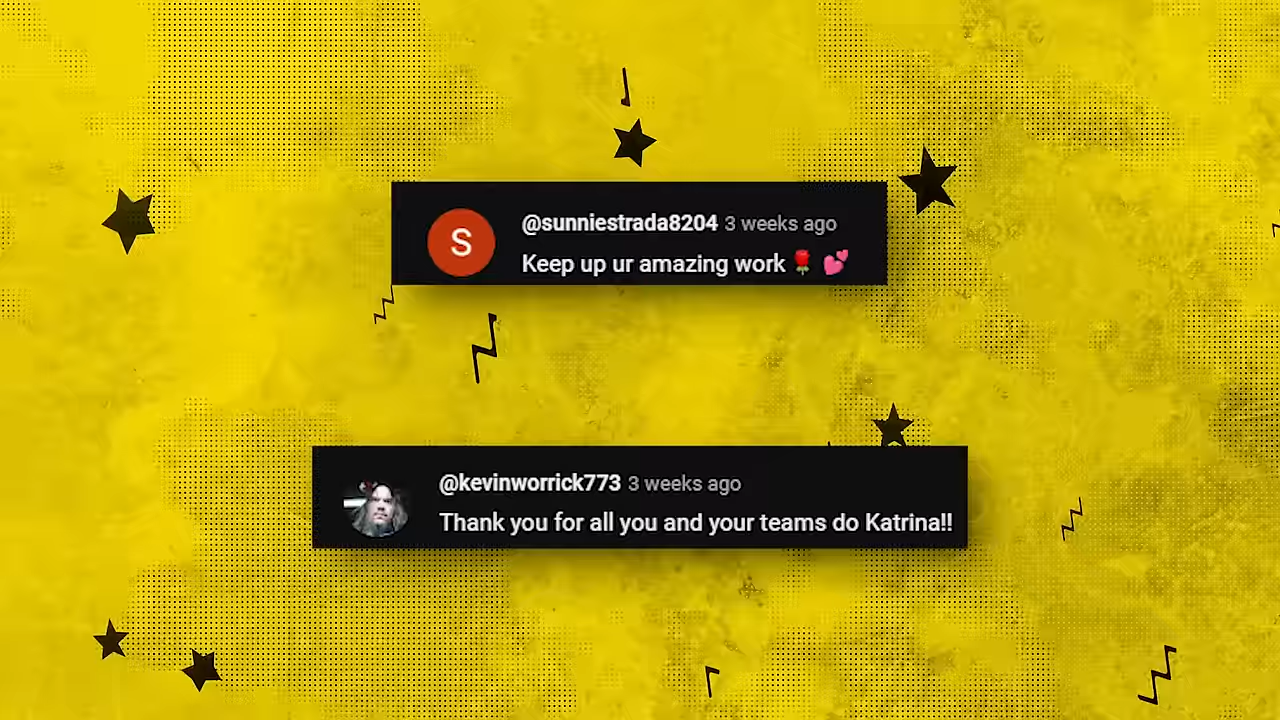 S
@sunniestrada8204 3 weeks ago
Keep up ur amazing work 🌹 💕
@kevinworrick773 3 weeks ago
Thank you for all you and your teams do Katrina!!